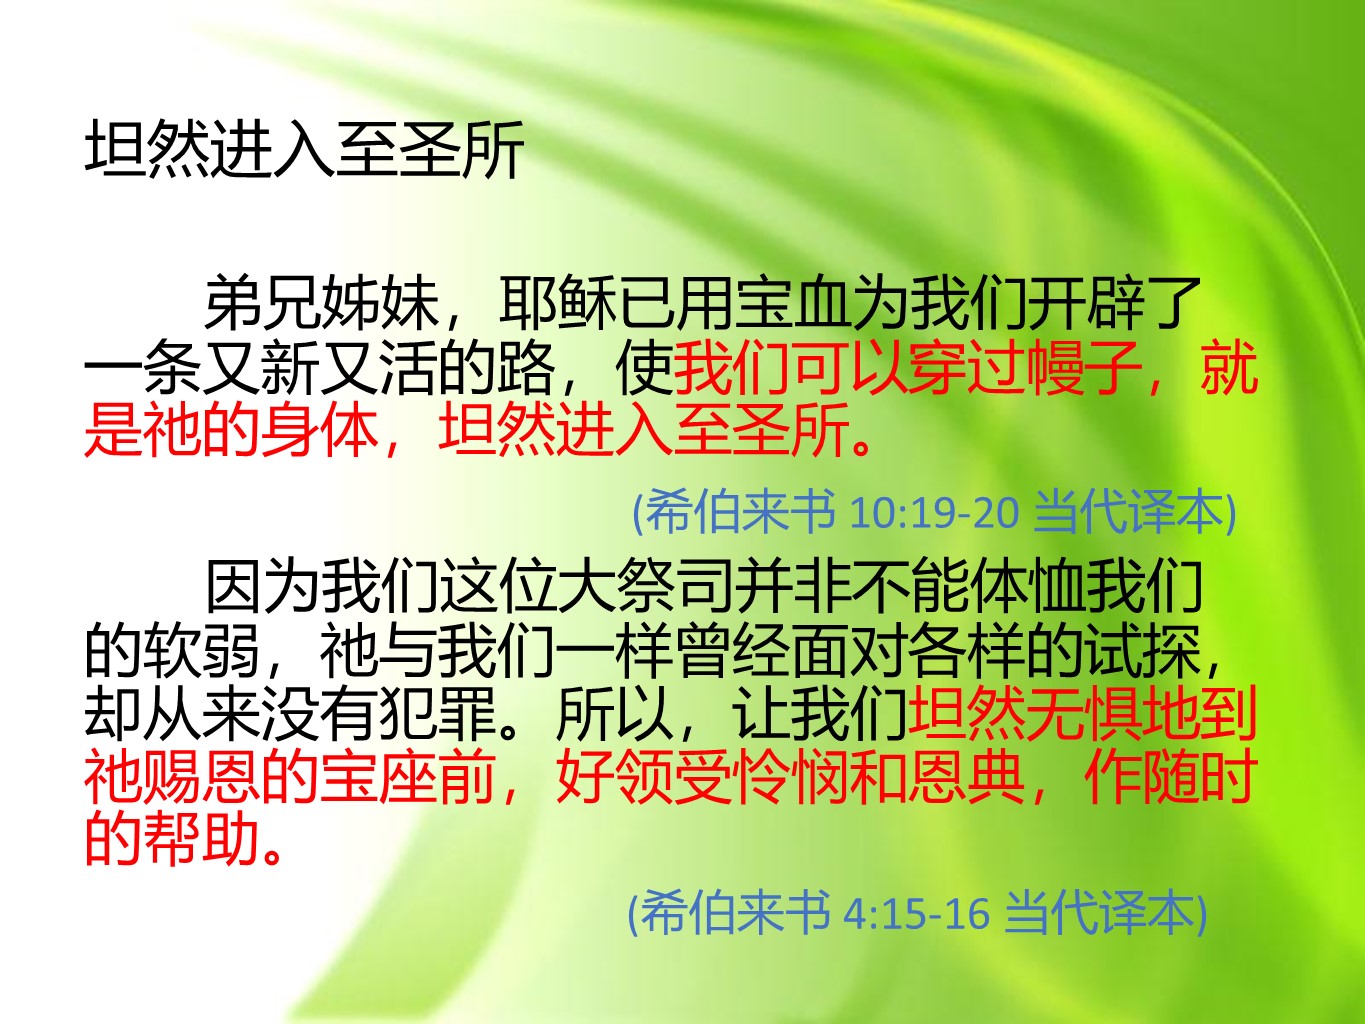 坦然进入至圣所
弟兄姊妹，耶稣已用宝血为我们开辟了
一条又新又活的路，使我们可以穿过幔子，就
是祂的身体，坦然进入至圣所。
(希伯来书 10:19-20 当代译本)
因为我们这位大祭司并非不能体恤我们
的软弱，祂与我们一样曾经面对各样的试探，
却从来没有犯罪。所以，让我们坦然无惧地到
祂赐恩的宝座前，好领受怜悯和恩典，作随时
的帮助。
(希伯来书 4:15-16 当代译本)